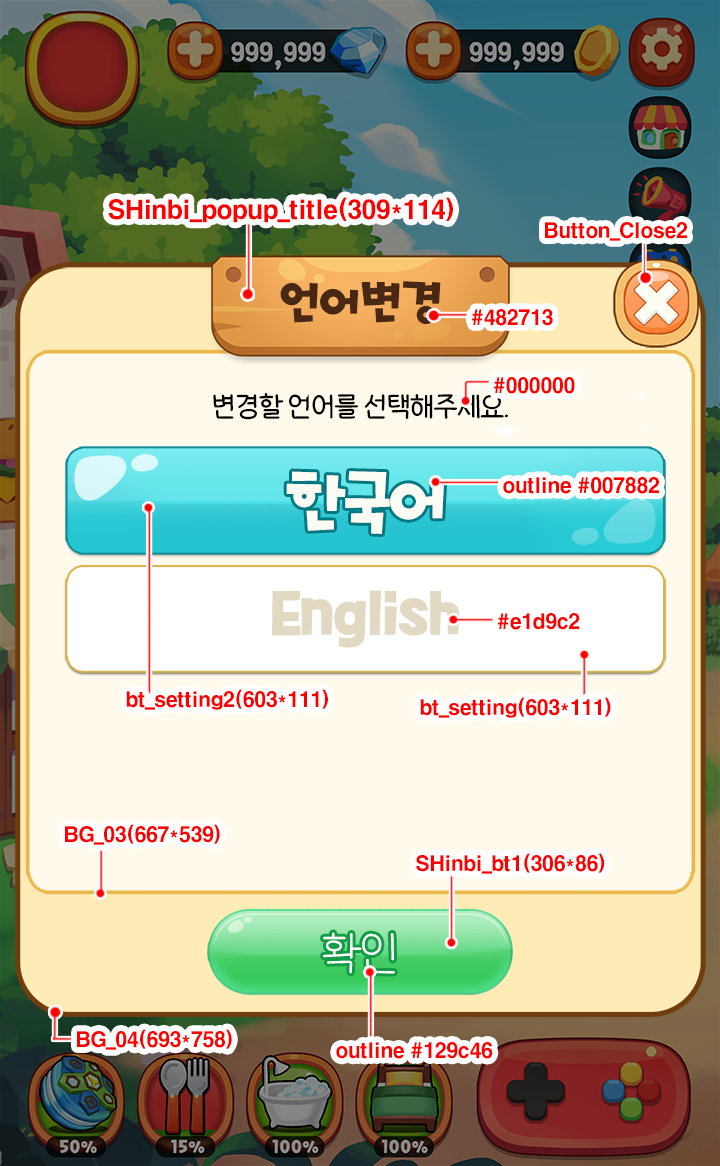 999,999
999,999
SHinbi_popup_title(309*114)
Button_Close2
언어변경
#482713
#000000
변경할 언어를 선택해주세요.
한국어
outline #007882
English
#e1d9c2
bt_setting2(603*111)
bt_setting(603*111)
BG_03(667*539)
SHinbi_bt1(306*86)
확인
BG_04(693*758)
outline #129c46
50%
15%
100%
100%